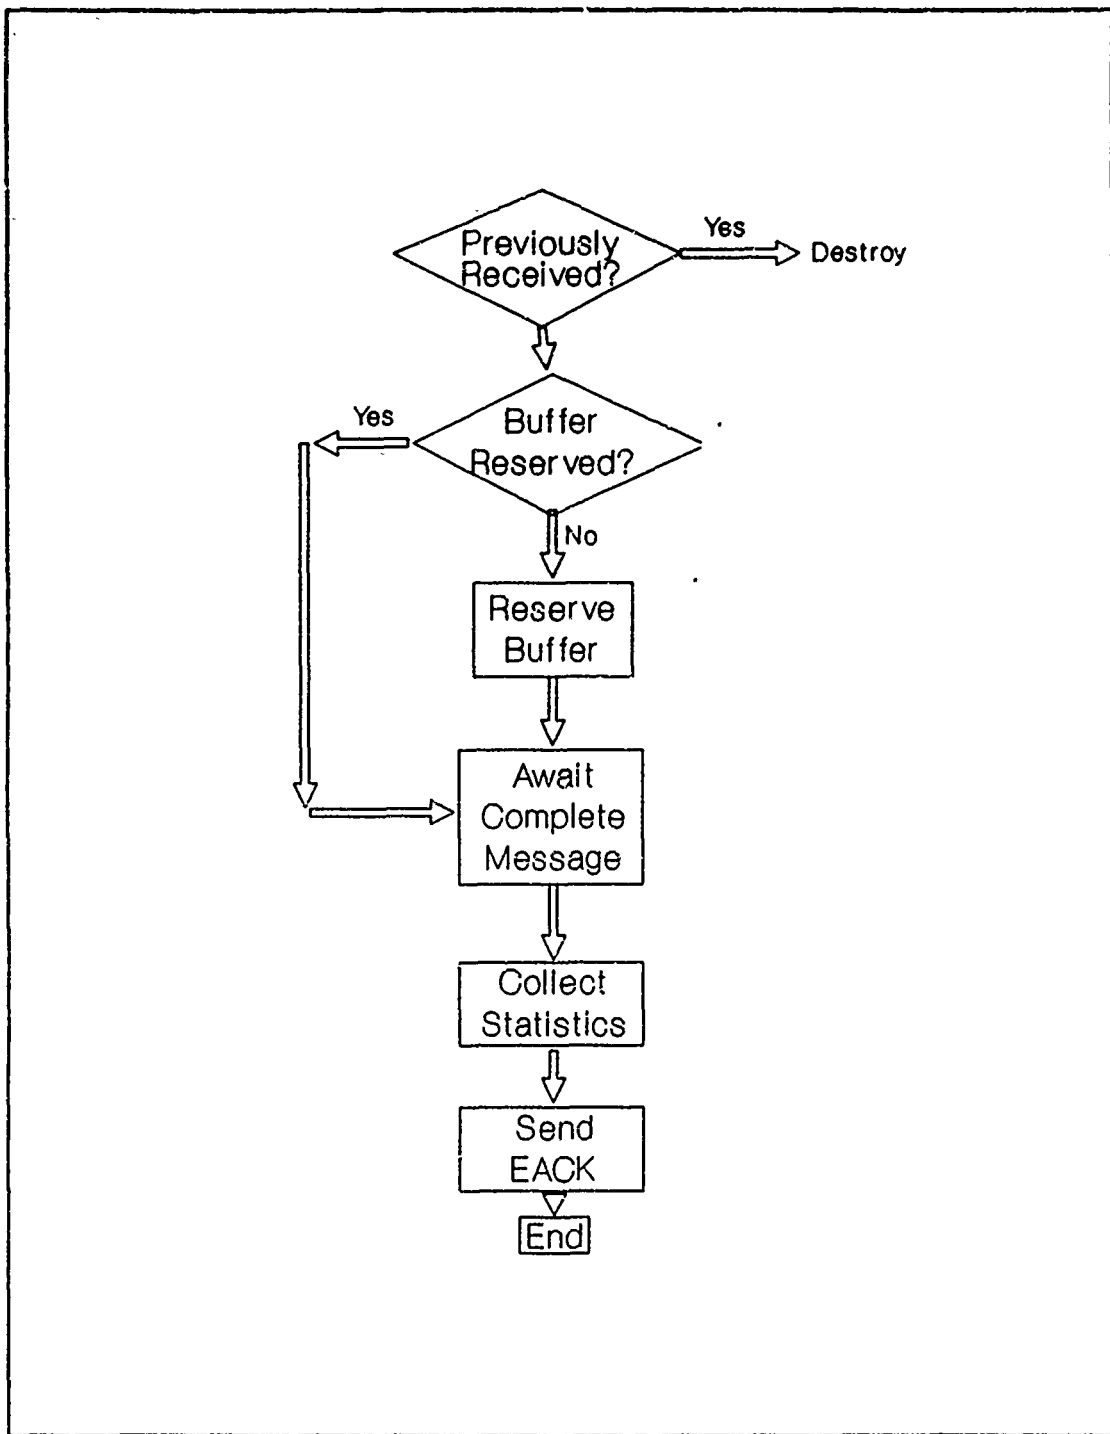 Previously
Received?
Yes
Destroy
Buffer
Reserved?
Yes
No
Reserve
Buffer
Await
Complete
Message
Collect
Statistics
Send
EACK
End